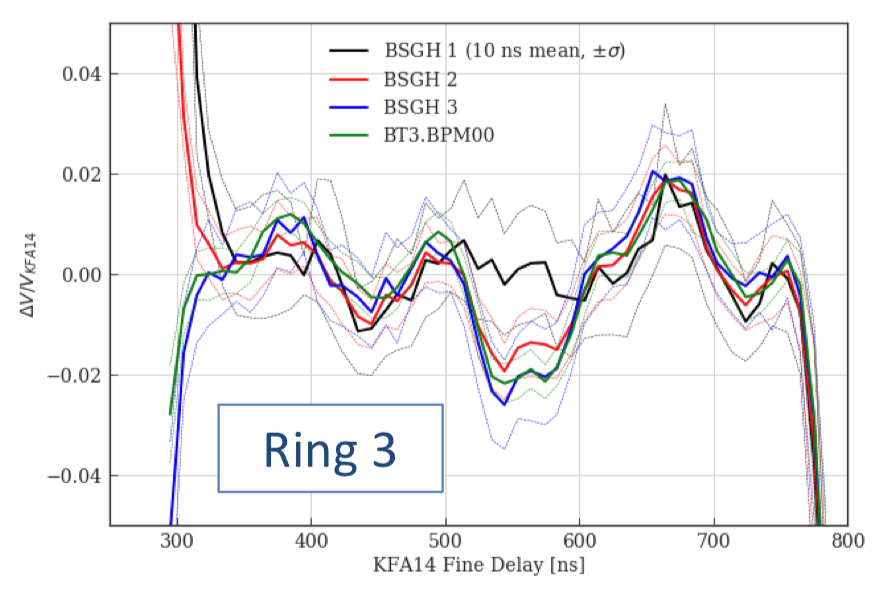 0.04
0.02
0.00
−0.02
−0.04
ΔV/V_KFA14
BSGH 1 (10 ns mean, ±σ)
BSGH 2
BSGH 3
BT3.BPM00
Ring 3
300 400 500 600 700 800
KFA14 Fine Delay [ns]